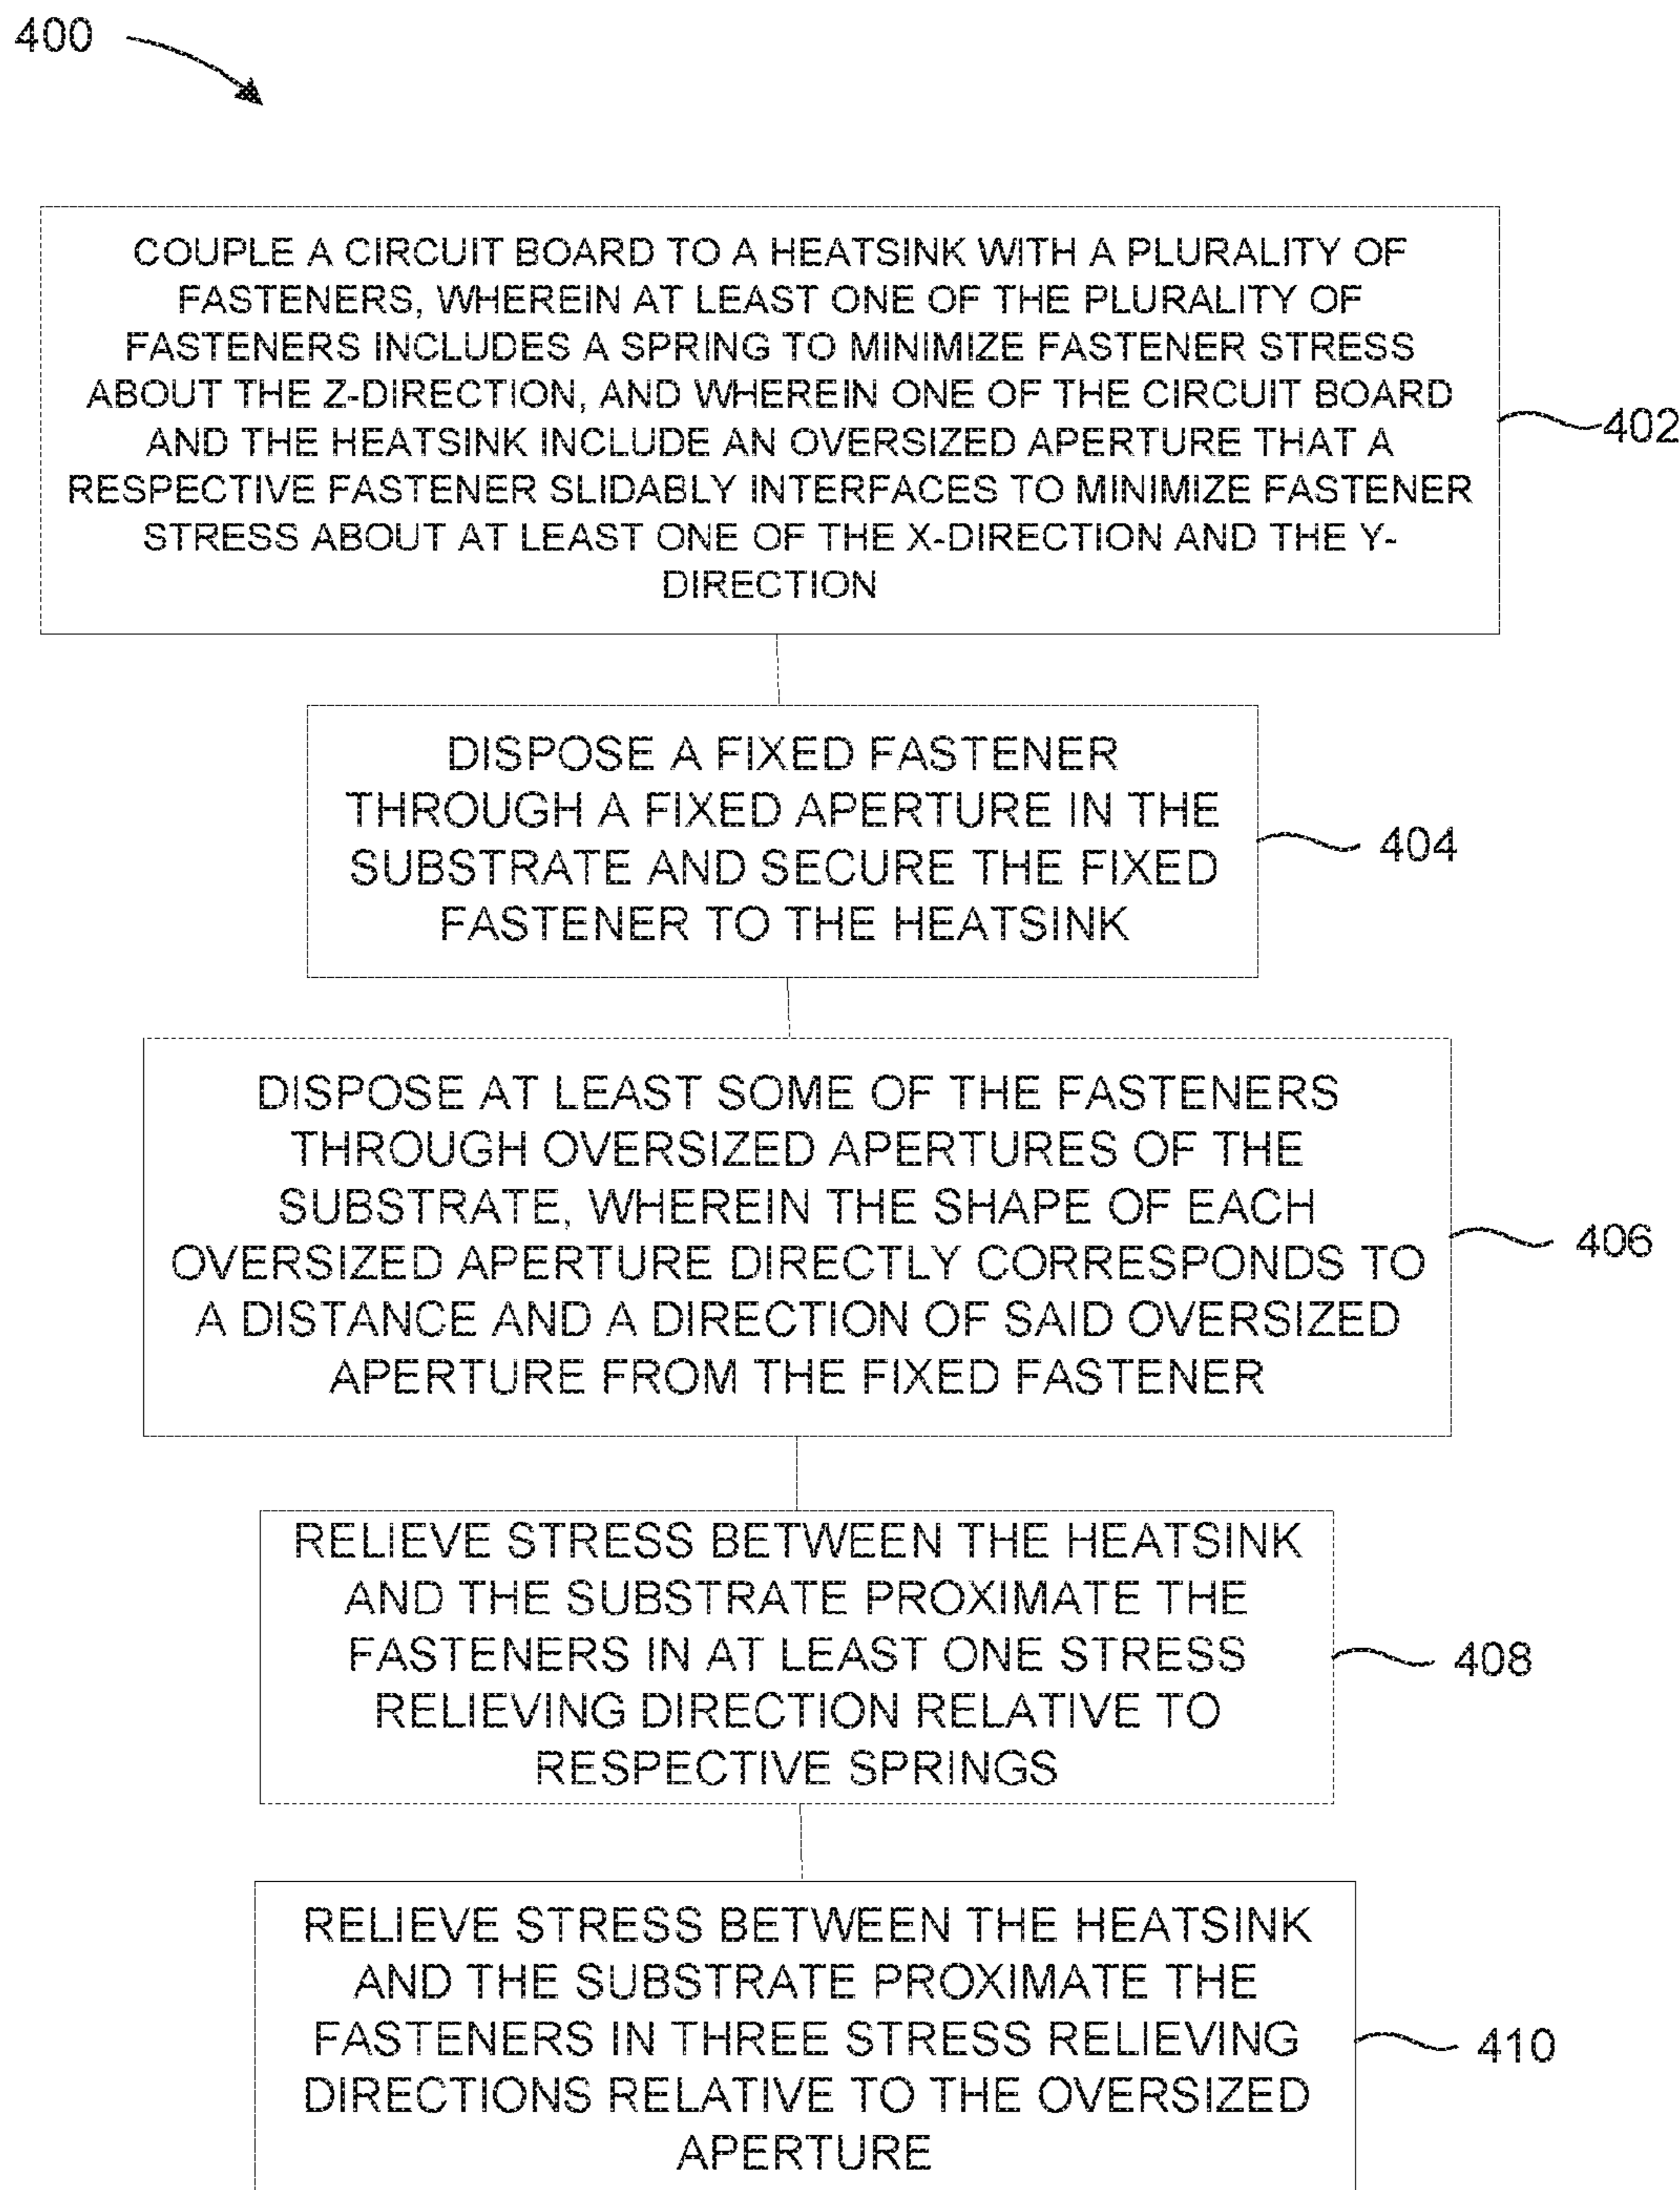 400
COUPLE A CIRCUIT BOARD TO A HEATSINK WITH A PLURALITY OF
FASTENERS, WHEREIN AT LEAST ONE OF THE PLURALITY OF
FASTENERS INCLUDES A SPRING TO MINIMIZE FASTENER STRESS
ABOUT THE Z-DIRECTION, AND WHEREIN ONE OF THE CIRCUIT BOARD
AND THE HEATSINK INCLUDE AN OVERSIZED APERTURE THAT A
RESPECTIVE FASTENER SLIDABLY INTERFACES TO MINIMIZE FASTENER
STRESS ABOUT AT LEAST ONE OF THE X-DIRECTION AND THE Y-
DIRECTION
402
DISPOSE A FIXED FASTENER
THROUGH A FIXED APERTURE IN THE
SUBSTRATE AND SECURE THE FIXED
FASTENER TO THE HEATSINK
404
DISPOSE AT LEAST SOME OF THE FASTENERS
THROUGH OVERSIZED APERTURES OF THE
SUBSTRATE, WHEREIN THE SHAPE OF EACH
OVERSIZED APERTURE DIRECTLY CORRESPONDS TO
A DISTANCE AND A DIRECTION OF SAID OVERSIZED
APERTURE FROM THE FIXED FASTENER
406
RELIEVE STRESS BETWEEN THE HEATSINK
AND THE SUBSTRATE PROXIMATE THE
FASTENERS IN AT LEAST ONE STRESS
RELIEVING DIRECTION RELATIVE TO
RESPECTIVE SPRINGS
408
RELIEVE STRESS BETWEEN THE HEATSINK
AND THE SUBSTRATE PROXIMATE THE
FASTENERS IN THREE STRESS RELIEVING
DIRECTIONS RELATIVE TO THE OVERSIZED
APERTURE
410